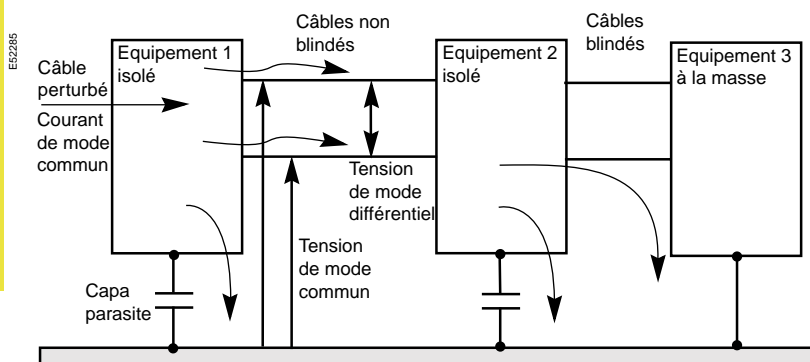 E52285
Câbles non
blindés
Câbles
blindés
Equipement 1
isolé
Equipement 2
isolé
Equipement 3
à la masse
Câble
perturbé
Courant
de mode
commun
Tension
de mode
différentiel
Tension
de mode
commun
Capa
parasite